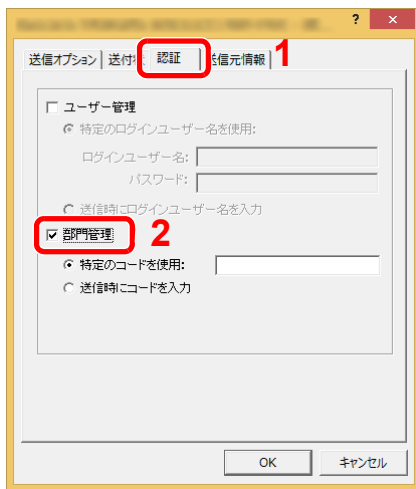 ? ×
送信オプション 送付 認証 送信元情報 1
ユーザー管理
特定のログインユーザー名を使用:
ログインユーザー名:
パスワード:
送信時にログインユーザー名を入力
部門管理 2
特定のコードを使用:
送信時にコードを入力
OK キャンセル